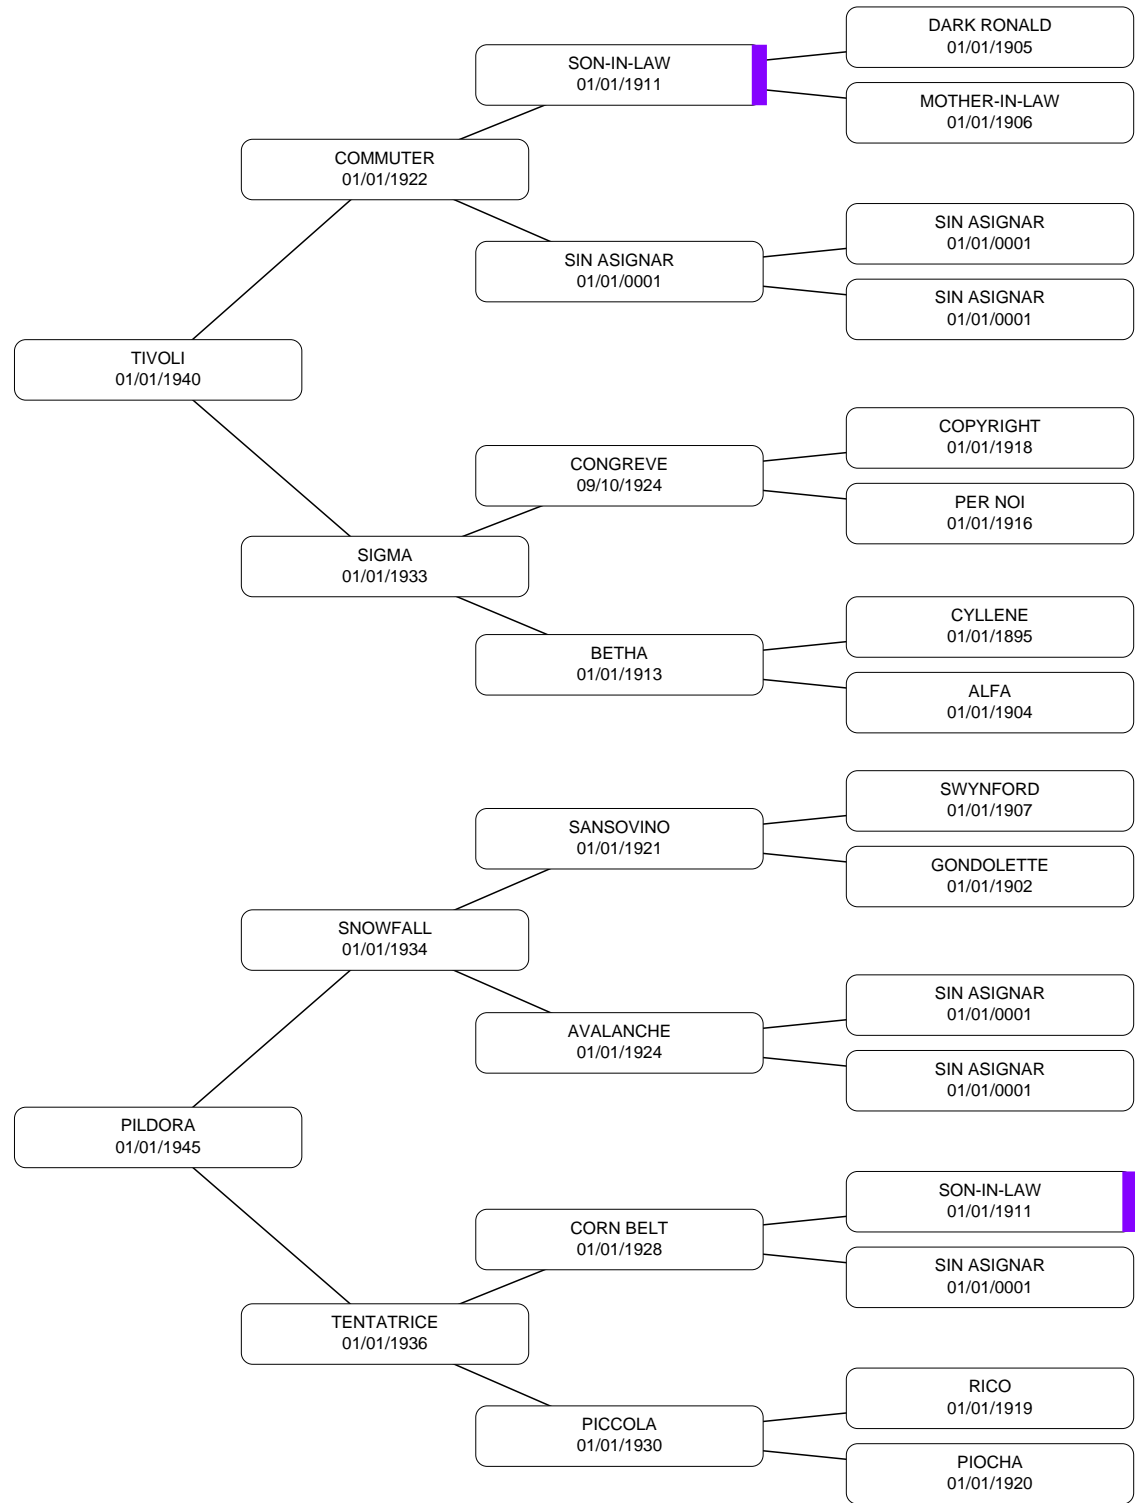 DARK RONALD
01/01/1905
SON-IN-LAW
01/01/1911
MOTHER-IN-LAW
01/01/1906
COMMUTER
01/01/1922
SIN ASIGNAR
01/01/0001
SIN ASIGNAR
01/01/0001
SIN ASIGNAR
01/01/0001
TIVOLI
01/01/1940
COPYRIGHT
01/01/1918
CONGREVE
09/10/1924
PER NOI
01/01/1916
SIGMA
01/01/1933
CYLLENE
01/01/1895
BETHA
01/01/1913
ALFA
01/01/1904
SWYNFORD
01/01/1907
SANSOVINO
01/01/1921
GONDOLETTE
01/01/1902
SNOWFALL
01/01/1934
SIN ASIGNAR
01/01/0001
AVALANCHE
01/01/1924
SIN ASIGNAR
01/01/0001
PILDORA
01/01/1945
SON-IN-LAW
01/01/1911
CORN BELT
01/01/1928
SIN ASIGNAR
01/01/0001
TENTATRICE
01/01/1936
RICO
01/01/1919
PICCOLA
01/01/1930
PIOCHA
01/01/1920